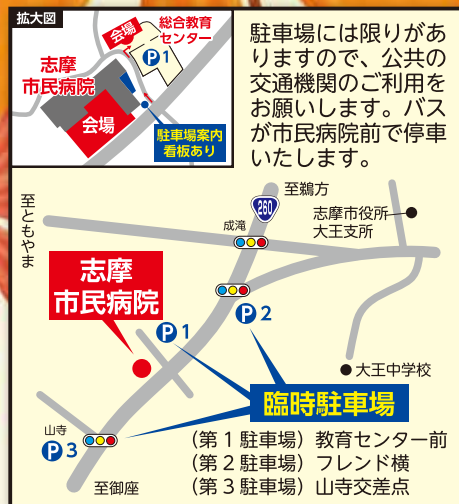 拡大図
会場
総合教育
センター
P1
志摩
市民病院
会場
駐車場案内
看板あり
駐車場には限りがあ
りますので、公共の
交通機関のご利用を
お願いします。バス
が市民病院前で停車
いたします。
至ともやま
至鵜方
260
成滝
志摩市役所
大王支所
志摩
市民病院
P1
P2
大王中学校
臨時駐車場
山寺
P3
至御座
(第1駐車場)教育センター前
(第2駐車場)フレンド横
(第3駐車場)山寺交差点